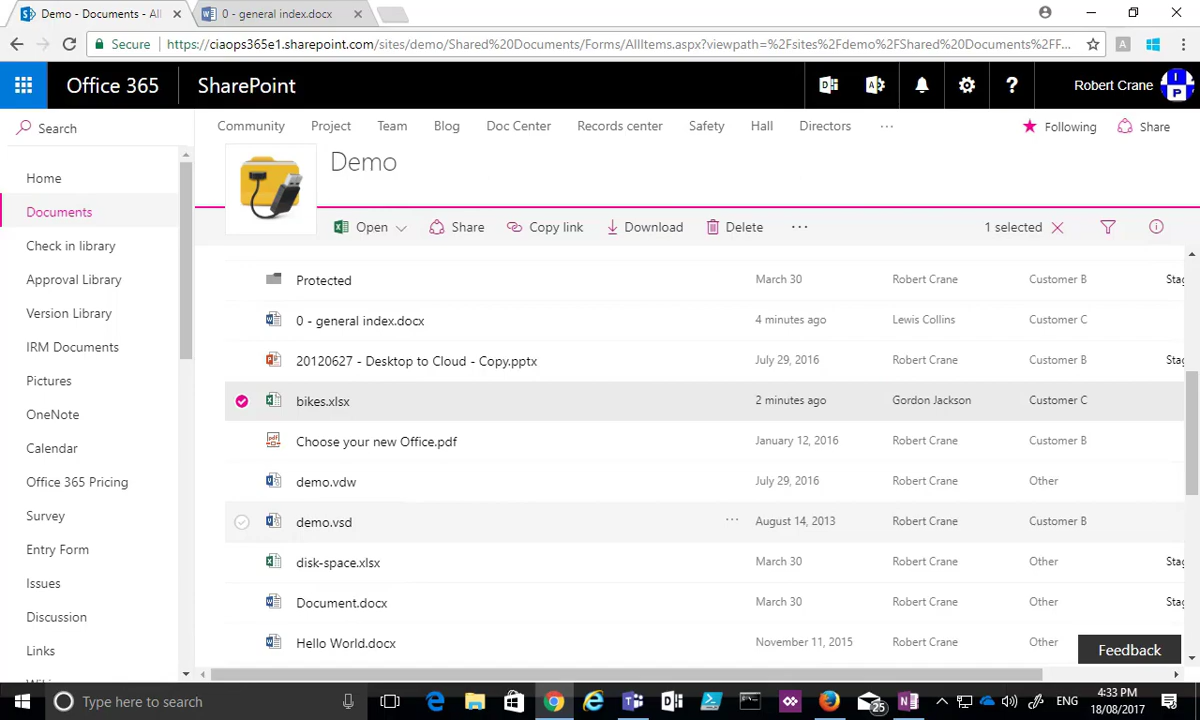 Demo - Documents - All
0 - general index.docx
Secure
https://ciaops365e1.sharepoint.com/sites/demo/Shared%20Documents/Forms/AllItems.aspx?viewpath=%2Fsites%2Fdemo%2FShared%20Documents%2FF...
Office 365
SharePoint
Robert Crane
Search
Community Project Team Blog Doc Center Records center Safety Hall Directors ...
Following
Share
Demo
Open
Share
Copy link
Download
Delete
...
1 selected
Home
Documents
Check in library
Approval Library
Version Library
IRM Documents
Pictures
OneNote
Calendar
Office 365 Pricing
Survey
Entry Form
Issues
Discussion
Links
Protected March 30 Robert Crane Customer B
0 - general index.docx 4 minutes ago Lewis Collins Customer C
20120627 - Desktop to Cloud - Copy.pptx July 29, 2016 Robert Crane Customer B
bikes.xlsx 2 minutes ago Gordon Jackson Customer C
Choose your new Office.pdf January 12, 2016 Robert Crane Customer B
demo.vdw July 29, 2016 Robert Crane Other
demo.vsd ... August 14, 2013 Robert Crane Customer B
disk-space.xlsx March 30 Robert Crane Other
Document.docx March 30 Robert Crane Other
Hello World.docx November 11, 2015 Robert Crane Other
Feedback
Type here to search
25
ENG
4:33 PM
18/08/2017